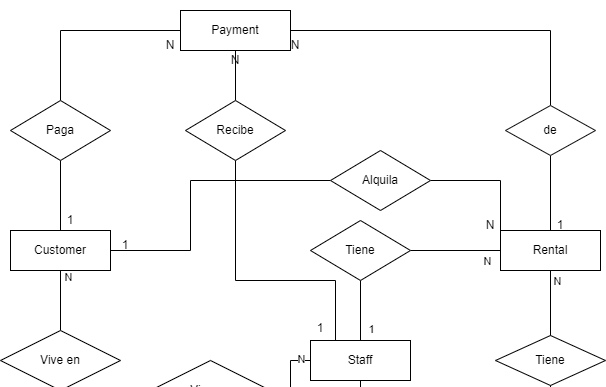 Payment
N
N
N
Paga
Recibe
de
Alquila
1
N
1
Customer
1
Tiene
Rental
N
N
N
1
1
Vive en
N
Staff
Tiene